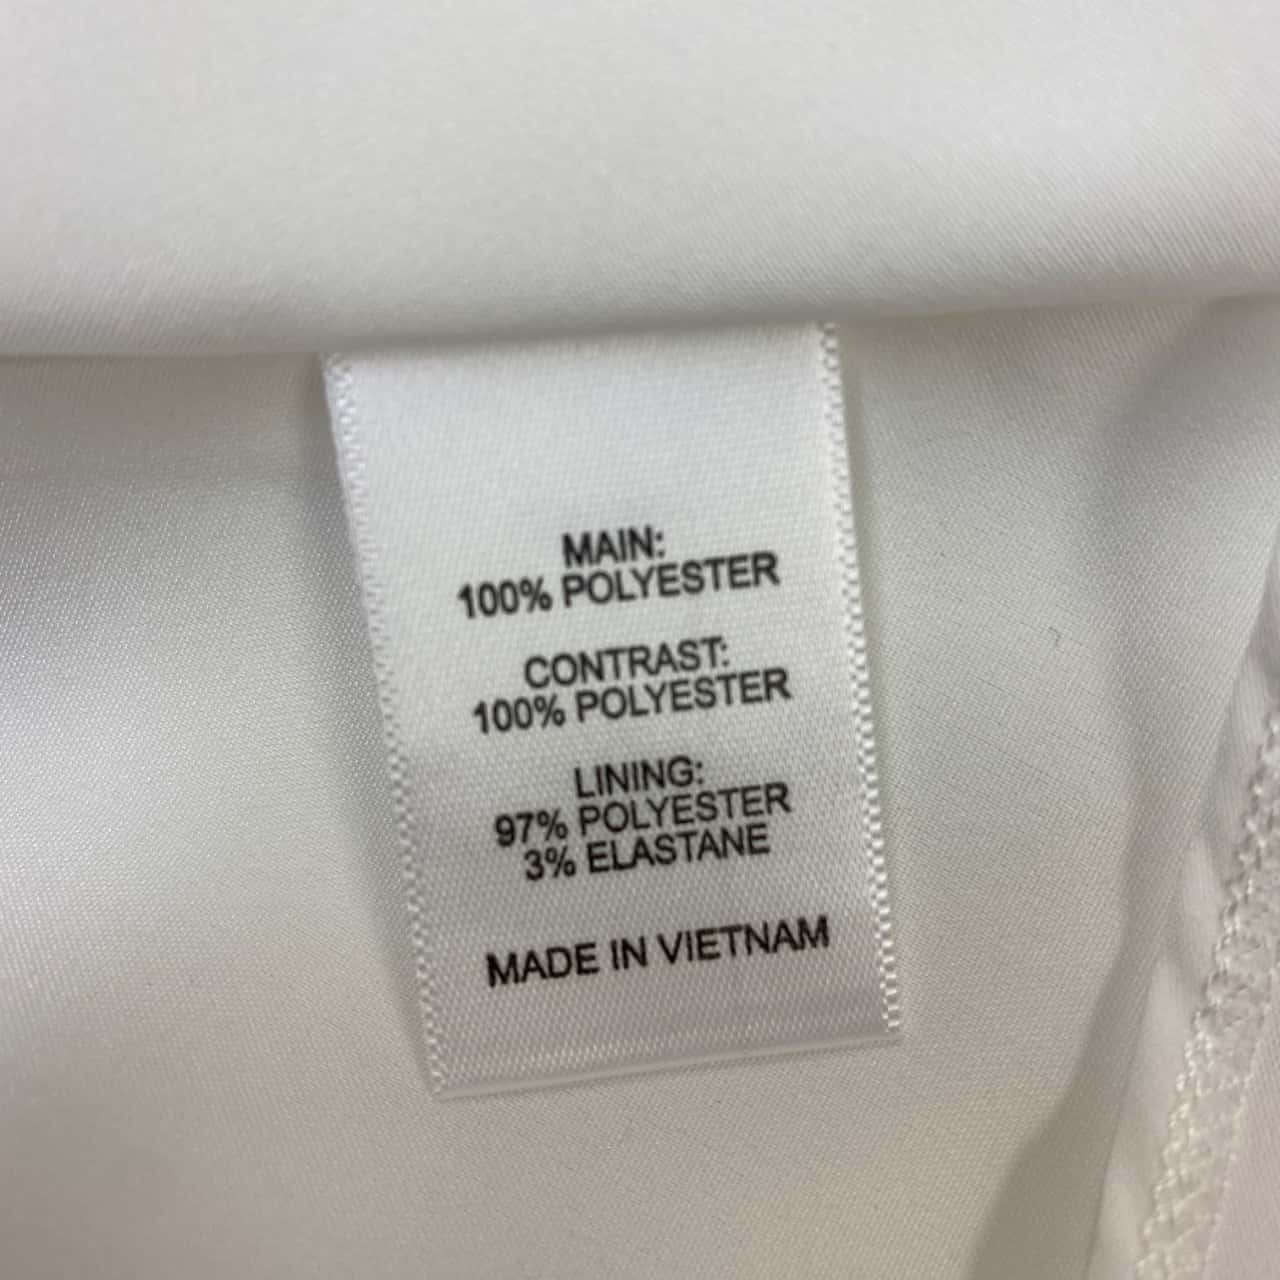 MAIN:
100% POLYESTER
CONTRAST:
100% POLYESTER
LINING:
97% POLYESTER
3% ELASTANE
MADE IN VIETNAM